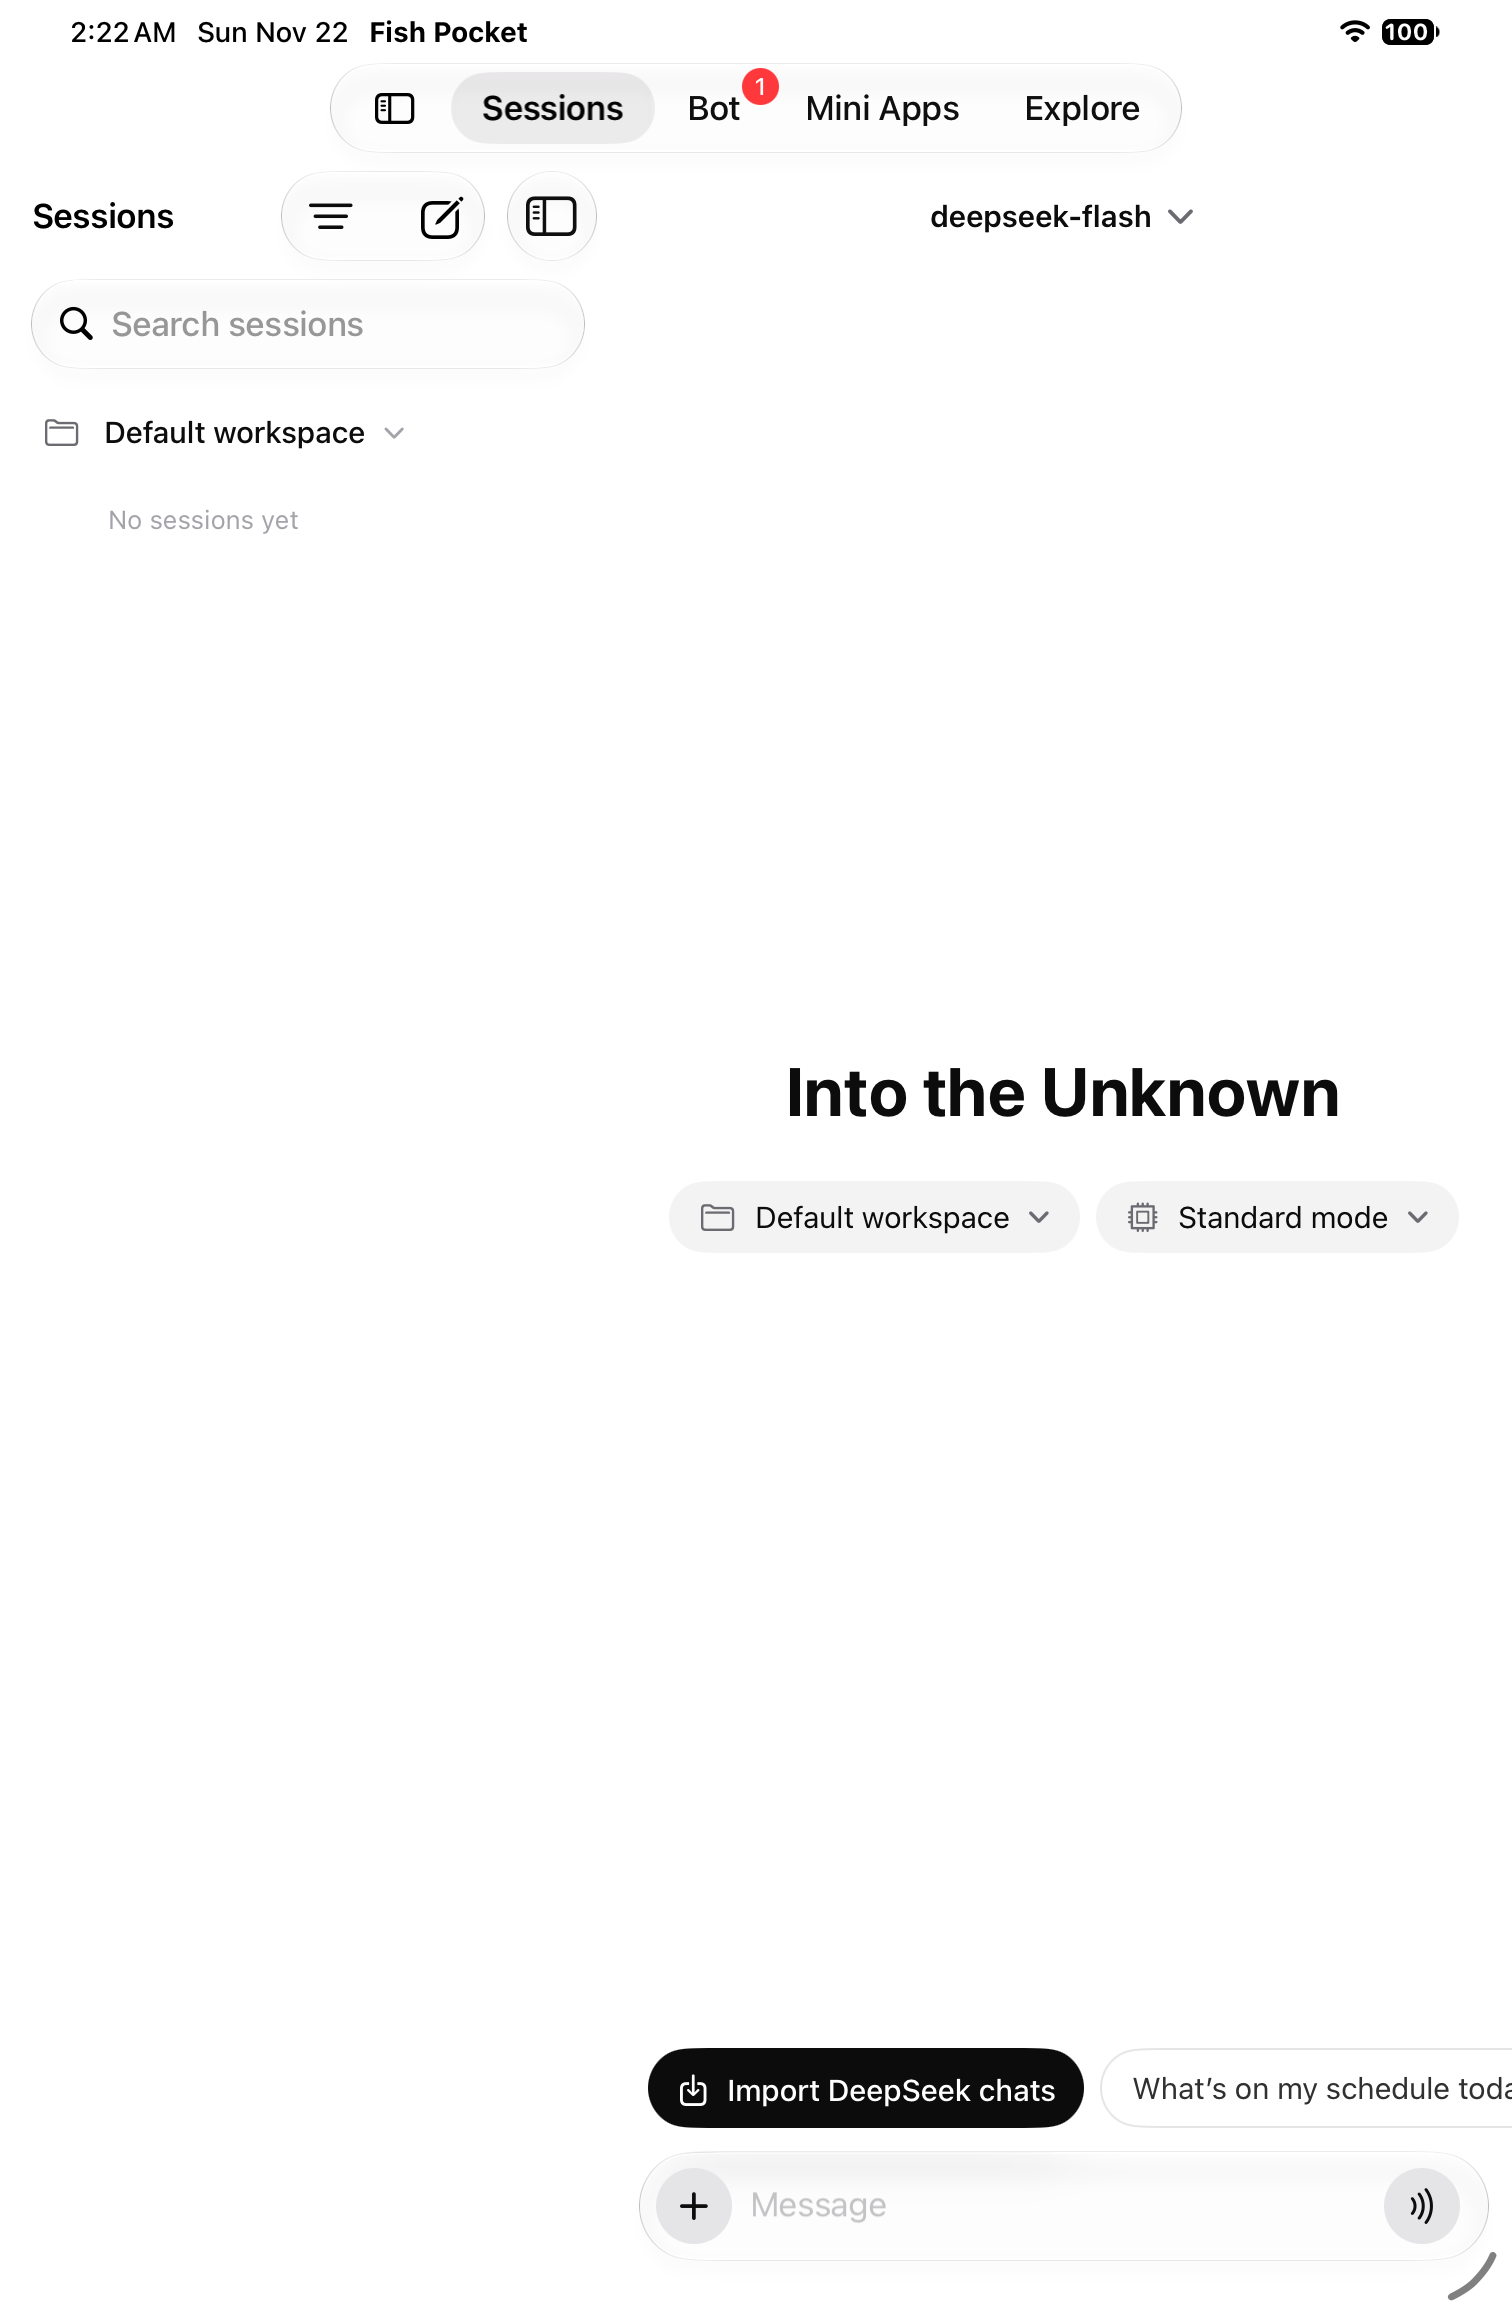 2:22 AM Sun Nov 22 Fish Pocket
100
Sessions Bot 1 Mini Apps Explore
Sessions
deepseek-flash
Search sessions
Default workspace
No sessions yet
Into the Unknown
Default workspace
Standard mode
Import DeepSeek chats
What’s on my schedule toda
Message